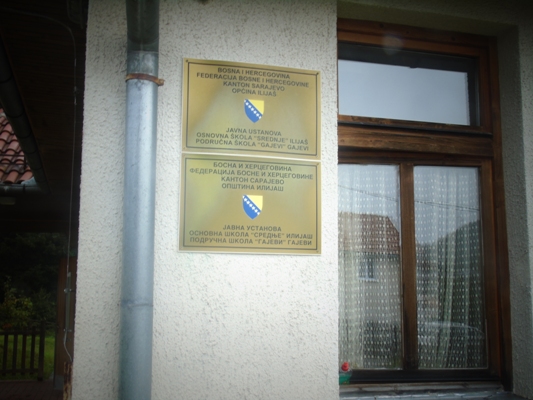 BOSNA I HERCEGOVINA
FEDERACIJA BOSNE I HERCEGOVINE
KANTON SARAJEVO
OPĆINA ILIJAŠ
JAVNA USTANOVA
OSNOVNA ŠKOLA "SREDNJE" ILIJAŠ
PODRUČNA ŠKOLA "GAJEVI" GAJEVI
БОСНА И ХЕРЦЕГОВИНА
ФЕДЕРАЦИЈА БОСНЕ И ХЕРЦЕГОВИНЕ
КАНТОН САРАЈЕВО
ОПШТИНА ИЛИЈАШ
ЈАВНА УСТАНОВА
ОСНОВНА ШКОЛА "СРЕДЊЕ" ИЛИЈАШ
ПОДРУЧНА ШКОЛА "ГАЈЕВИ" ГАЈЕВИ